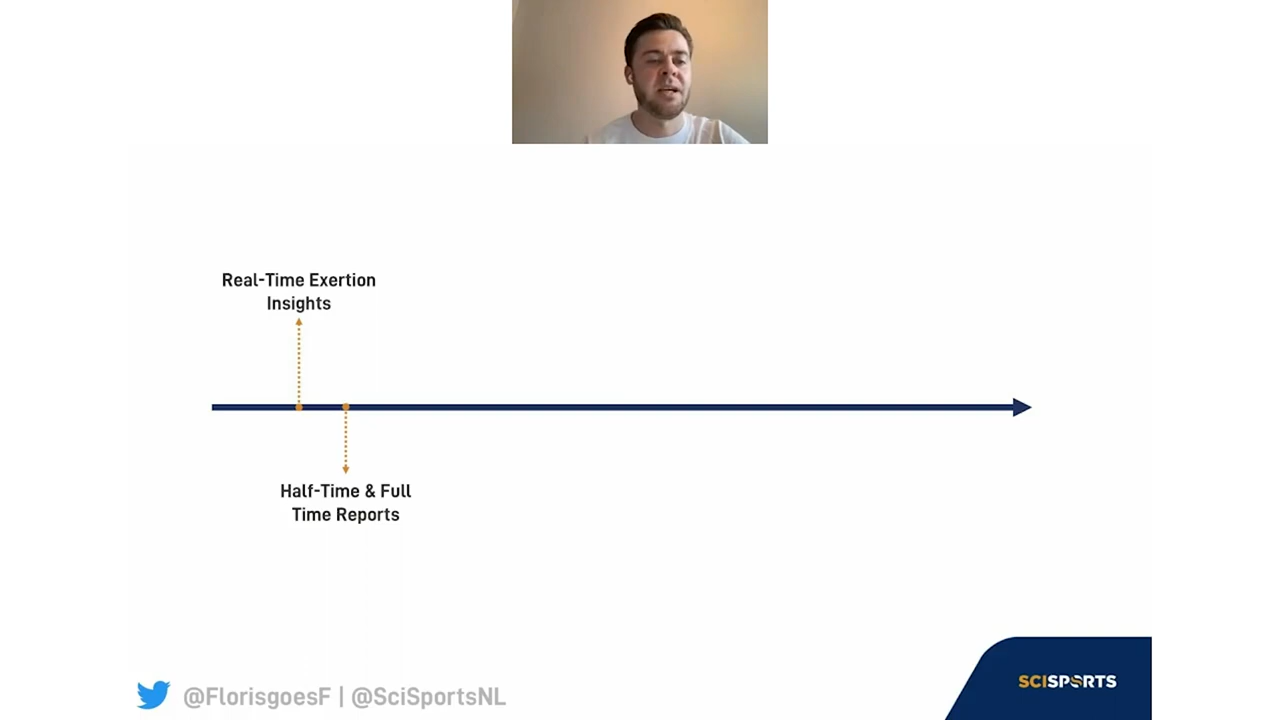 Real-Time Exertion
Insights
Half-Time & Full
Time Reports
@FlorisgoesF | @SciSportsNL
SCISPORTS